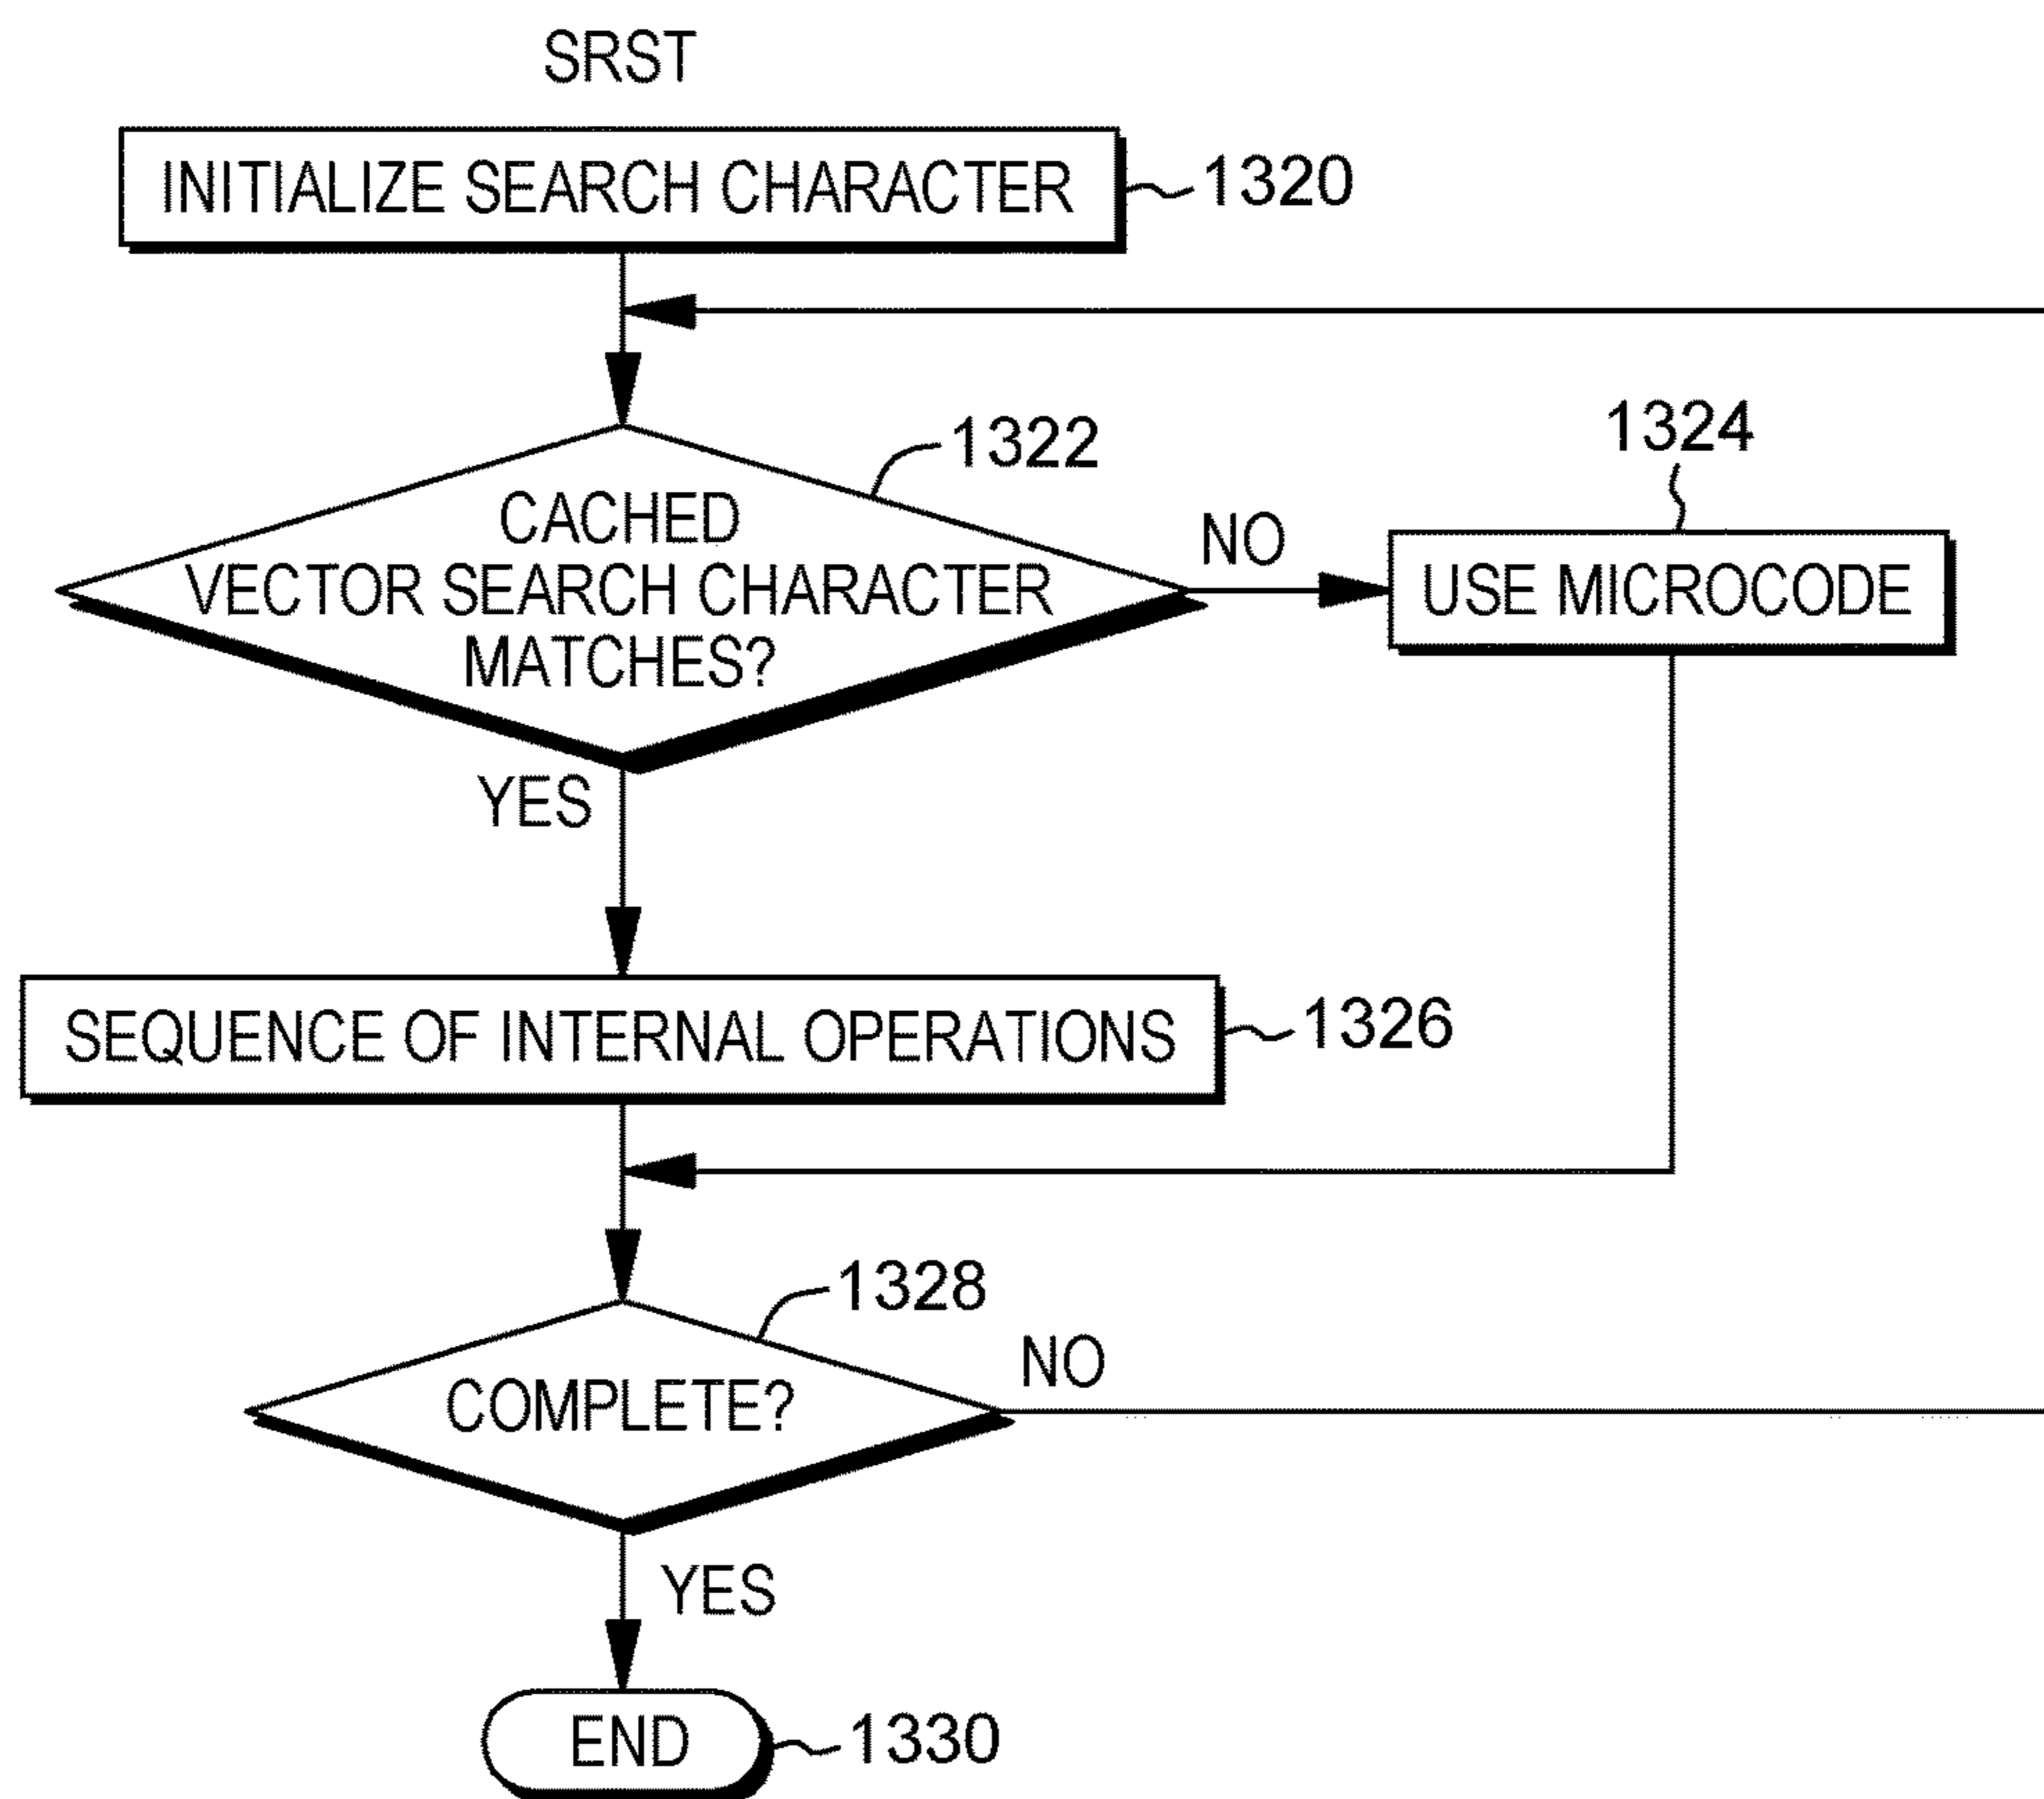 SRST
INITIALIZE SEARCH CHARACTER
1320
1322
CACHED
VECTOR SEARCH CHARACTER
MATCHES?
NO
1324
USE MICROCODE
YES
SEQUENCE OF INTERNAL OPERATIONS
1326
1328
COMPLETE?
NO
YES
END
1330